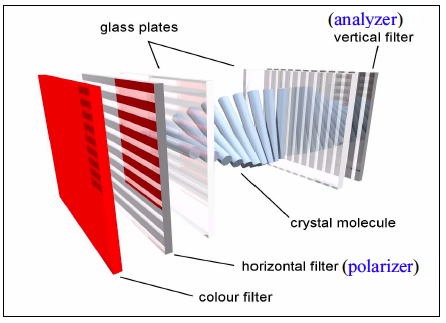 glass plates
(analyzer)
vertical filter
crystal molecule
horizontal filter (polarizer)
colour filter